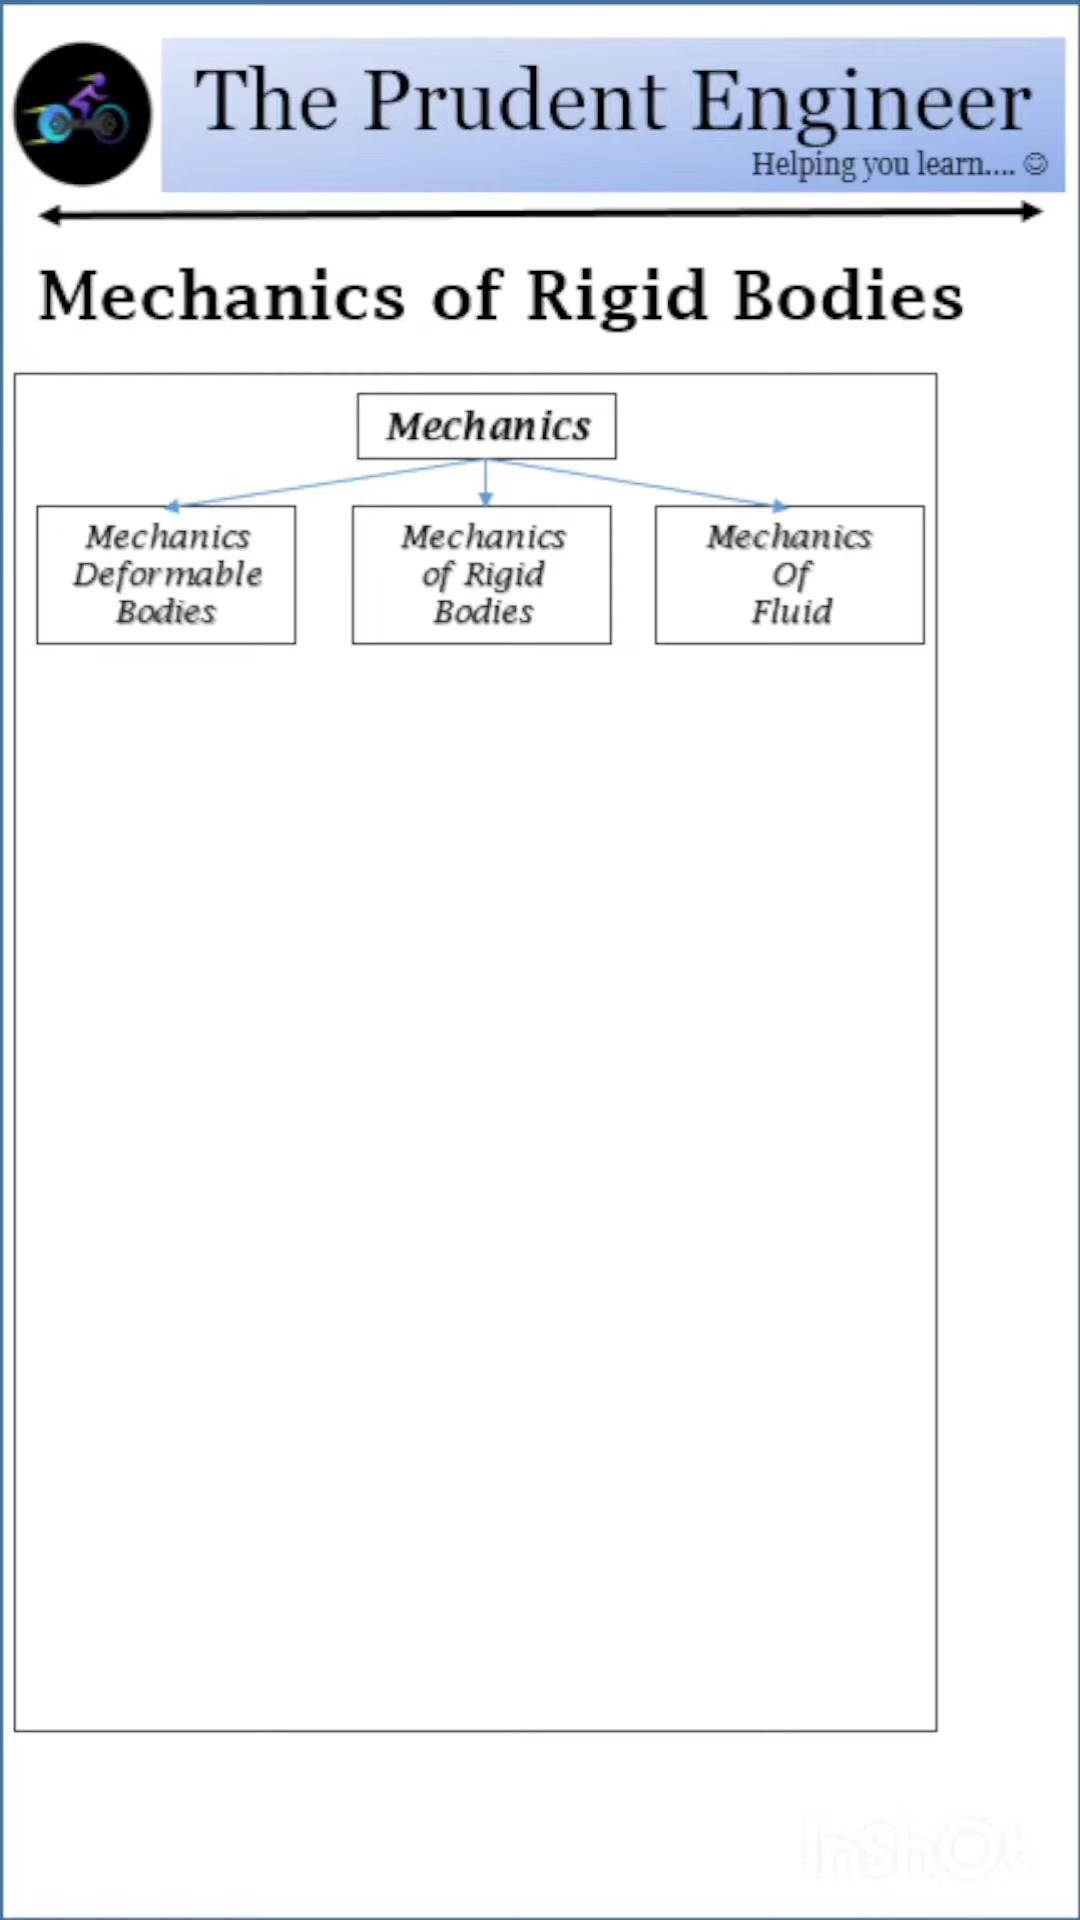 The Prudent Engineer
Helping you learn.... ☺
Mechanics of Rigid Bodies
Mechanics
Mechanics
Deformable
Bodies
Mechanics
of Rigid
Bodies
Mechanics
Of
Fluid
InShOt